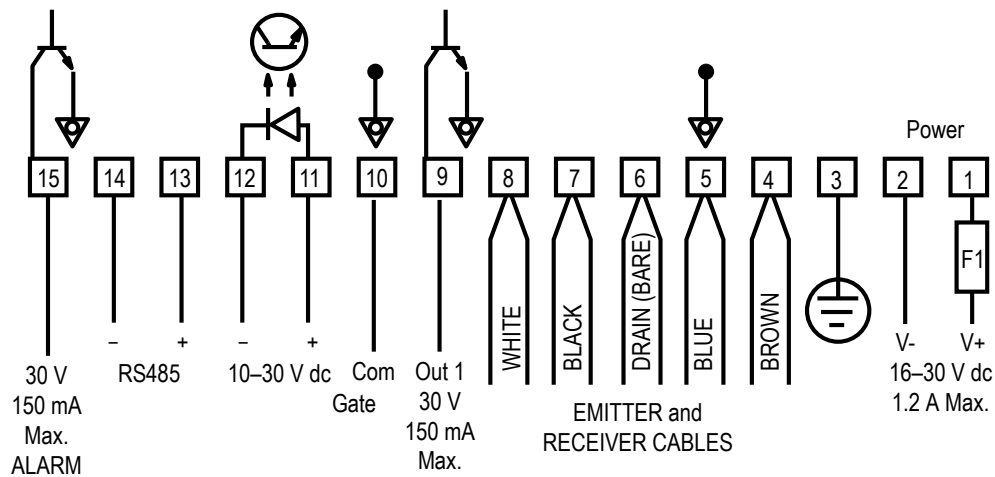 Power
15 14 13 12 11 10 9 8 7 6 5 4 3 2 1
F1
WHITE
BLACK
DRAIN (BARE)
BLUE
BROWN
– + – +
V- V+
30 V
150 mA
Max.
ALARM
RS485
10–30 V dc
Com
Gate
Out 1
30 V
150 mA
Max.
EMITTER and
RECEIVER CABLES
16–30 V dc
1.2 A Max.